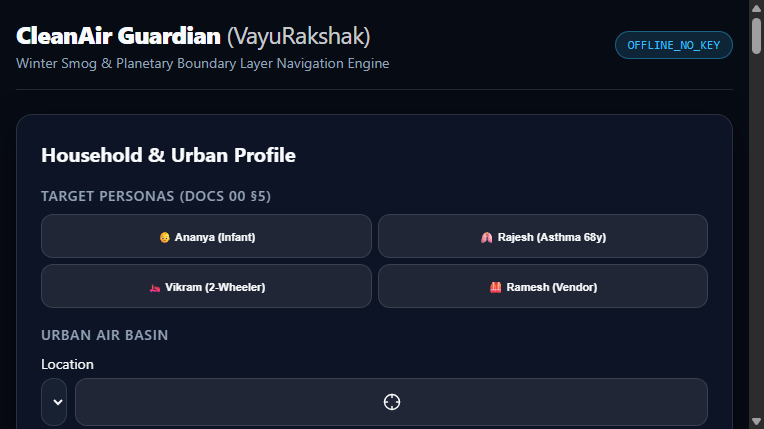 CleanAir Guardian (VayuRakshak)
OFFLINE_NO_KEY
Winter Smog & Planetary Boundary Layer Navigation Engine
Household & Urban Profile
TARGET PERSONAS (DOCS 00 §5)
Ananya (Infant)
Rajesh (Asthma 68y)
Vikram (2-Wheeler)
Ramesh (Vendor)
URBAN AIR BASIN
Location